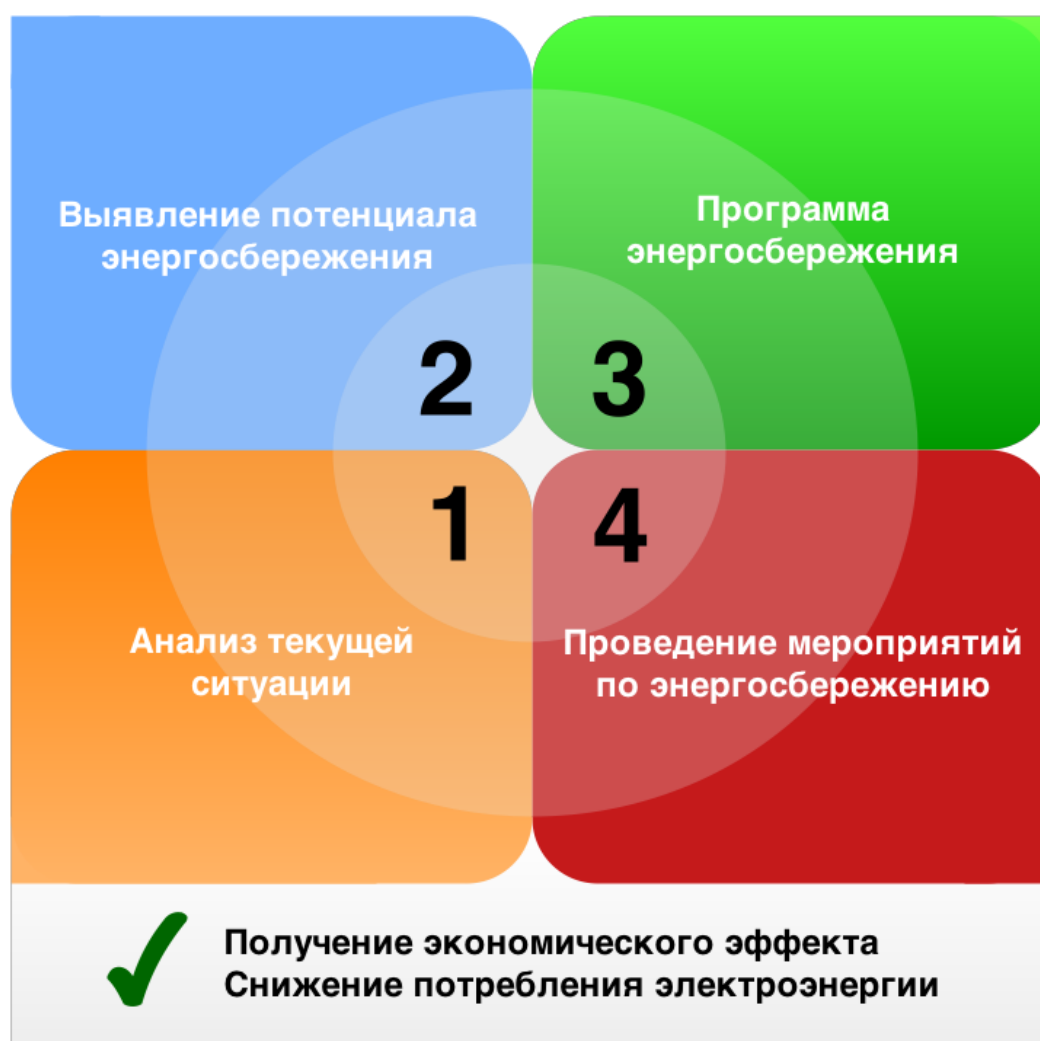 Выявление потенциала
энергосбережения
2
Программа
энергосбережения
3
1
Анализ текущей
ситуации
4
Проведение мероприятий
по энергосбережению
Получение экономического эффекта
Снижение потребления электроэнергии